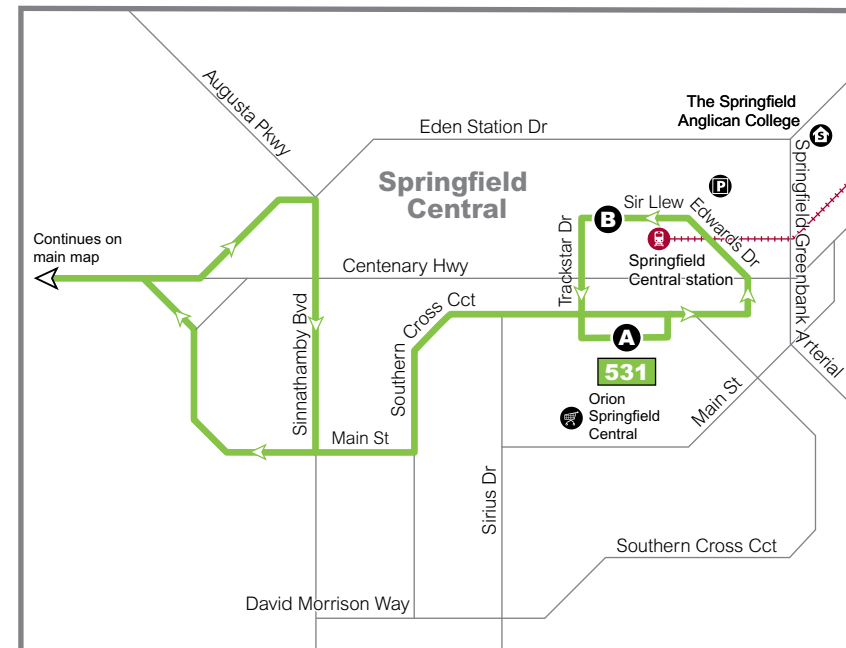 Augusta Pkwy
Eden Station Dr
The Springfield
Anglican College
S
Springfield
Central
P
Sir Llew
Edwards Dr
B
Springfield Greenbank Arterial
Continues on
main map
Centenary Hwy
Trackstar Dr
Springfield
Central station
Sinnathamby Bvd
Southern Cross Cct
A
531
Orion
Springfield
Central
Main St
Main St
Sirius Dr
Southern Cross Cct
David Morrison Way